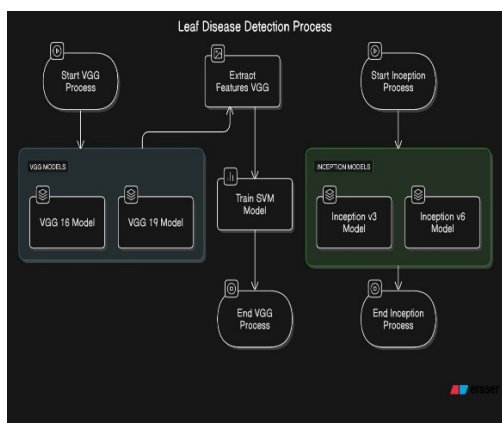 Leaf Disease Detection Process
Start VGG
Process
Extract
Features VGG
Start Inception
Process
VGG MODELS
VGG 16 Model
VGG 19 Model
Train SVM
Model
INCEPTION MODELS
Inception v3
Model
Inception v6
Model
End VGG
Process
End Inception
Process
eraser